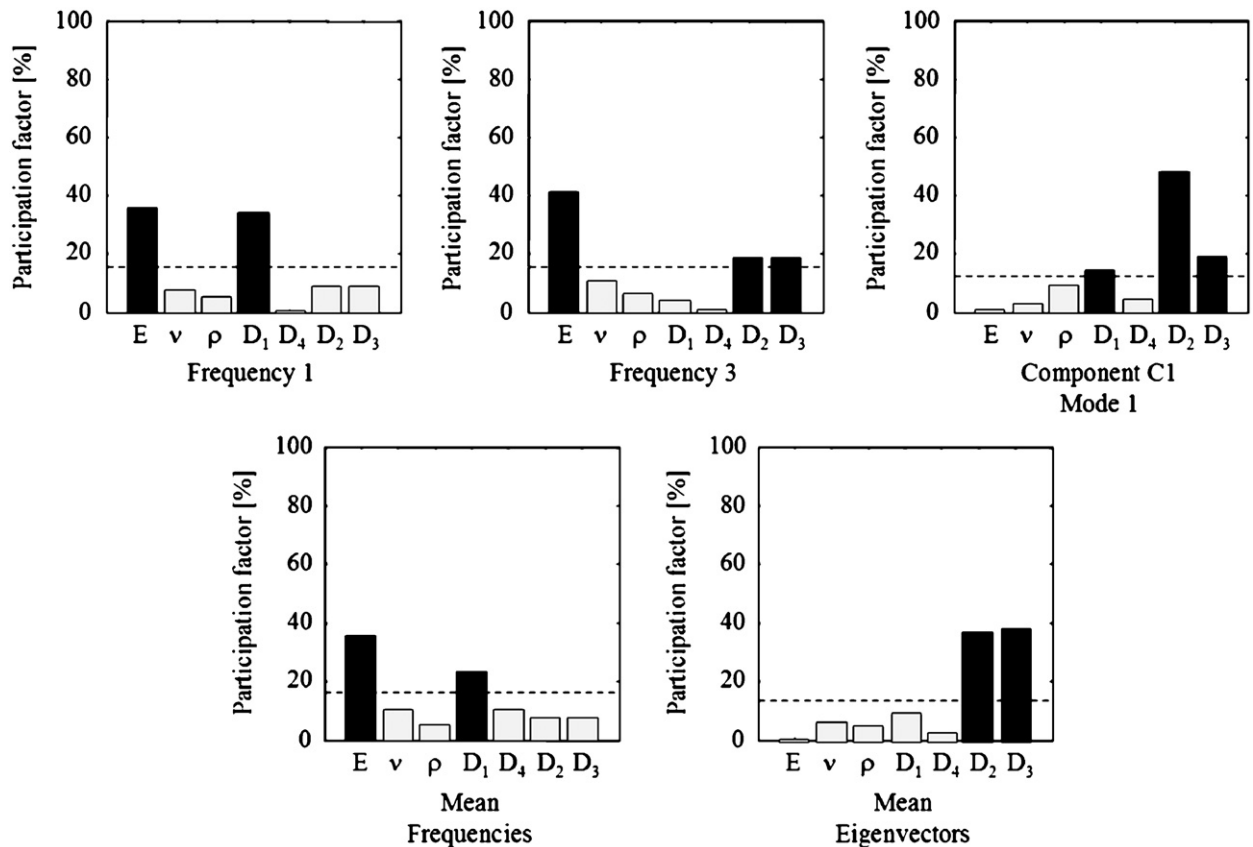 Participation factor [%]
100
80
60
40
20
0
E ν ρ D₁ D₄ D₂ D₃
Frequency 1
Participation factor [%]
100
80
60
40
20
0
E ν ρ D₁ D₄ D₂ D₃
Frequency 3
Participation factor [%]
100
80
60
40
20
0
E ν ρ D₁ D₄ D₂ D₃
Component C1
Mode 1
Participation factor [%]
100
80
60
40
20
0
E ν ρ D₁ D₄ D₂ D₃
Mean
Frequencies
Participation factor [%]
100
80
60
40
20
0
E ν ρ D₁ D₄ D₂ D₃
Mean
Eigenvectors